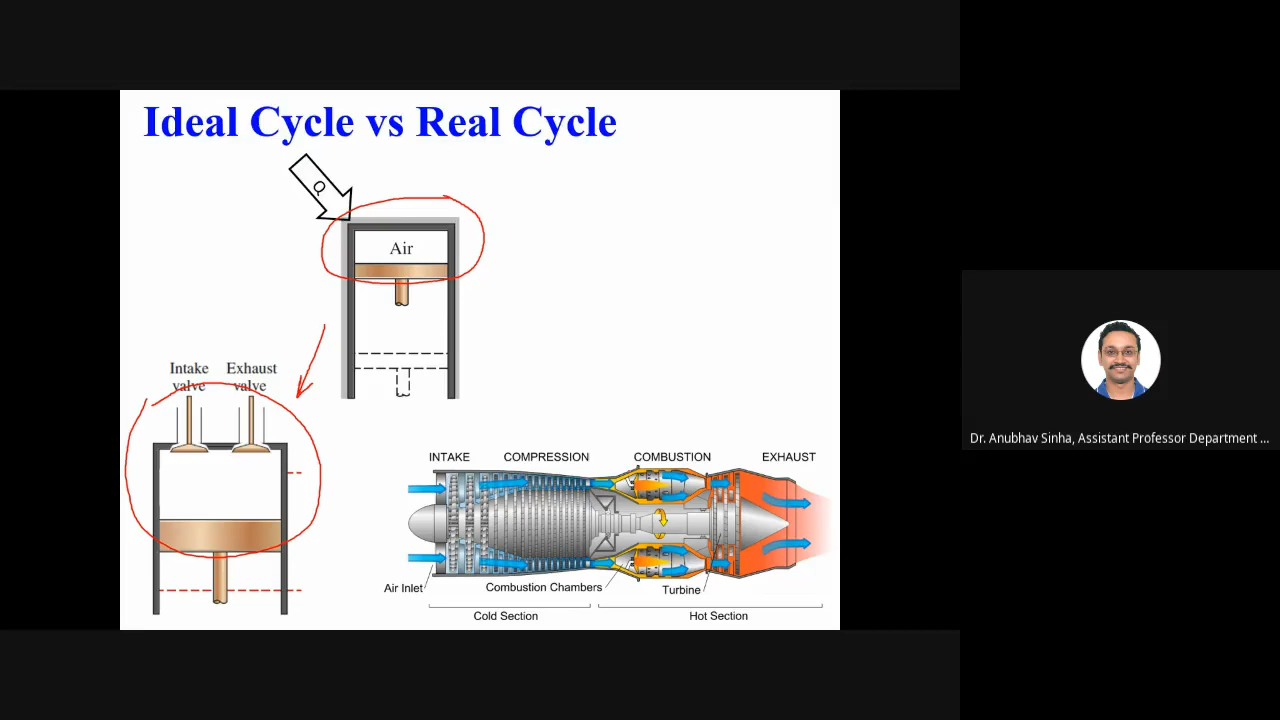 Ideal Cycle vs Real Cycle
Q
Air
Intake valve
Exhaust valve
INTAKE
COMPRESSION
COMBUSTION
EXHAUST
Air Inlet
Combustion Chambers
Turbine
Cold Section
Hot Section
Dr. Anubhav Sinha, Assistant Professor Department ...